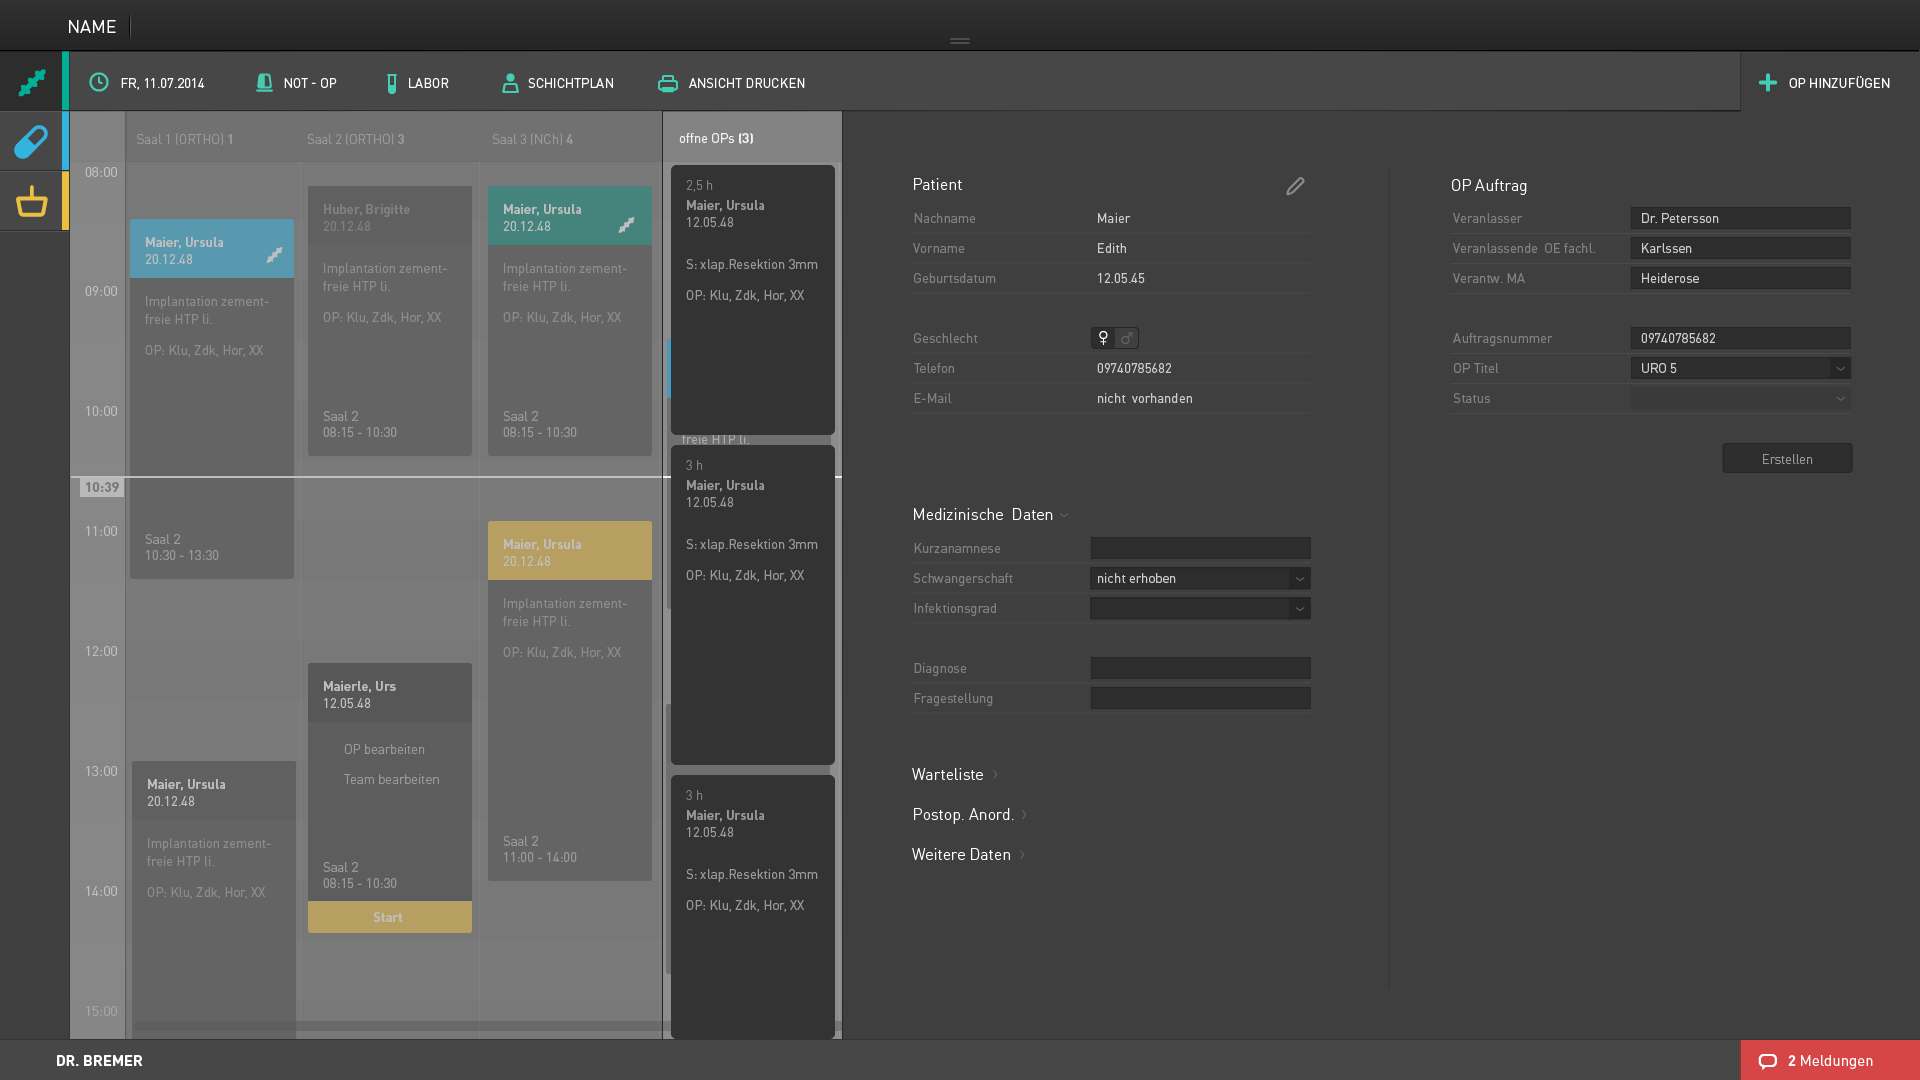 NAME
FR, 11.07.2014
NOT - OP
LABOR
SCHICHTPLAN
ANSICHT DRUCKEN
OP HINZUFÜGEN
Saal 1 (ORTHO) 1
Saal 2 (ORTHO) 3
Saal 3 (NCh) 4
offne OPs (3)
08:00
09:00
10:00
10:39
11:00
12:00
13:00
14:00
15:00
Maier, Ursula
20.12.48
Implantation zement-
freie HTP li.
OP: Klu, Zdk, Hor, XX
Saal 2
10:30 - 13:30
Maier, Ursula
20.12.48
Implantation zement-
freie HTP li.
OP: Klu, Zdk, Hor, XX
Huber, Brigitte
20.12.48
Implantation zement-
freie HTP li.
OP: Klu, Zdk, Hor, XX
Saal 2
08:15 - 10:30
Maierle, Urs
12.05.48
OP bearbeiten
Team bearbeiten
Saal 2
08:15 - 10:30
Start
Maier, Ursula
20.12.48
Implantation zement-
freie HTP li.
OP: Klu, Zdk, Hor, XX
Saal 2
08:15 - 10:30
Maier, Ursula
20.12.48
Implantation zement-
freie HTP li.
OP: Klu, Zdk, Hor, XX
Saal 2
11:00 - 14:00
2,5 h
Maier, Ursula
12.05.48
S: xlap.Resektion 3mm
OP: Klu, Zdk, Hor, XX
freie HTP li.
3 h
Maier, Ursula
12.05.48
S: xlap.Resektion 3mm
OP: Klu, Zdk, Hor, XX
3 h
Maier, Ursula
12.05.48
S: xlap.Resektion 3mm
OP: Klu, Zdk, Hor, XX
Patient
Nachname Maier
Vorname Edith
Geburtsdatum 12.05.45
Geschlecht
Telefon 09740785682
E-Mail nicht vorhanden
Medizinische Daten
Kurzanamnese
Schwangerschaft nicht erhoben
Infektionsgrad
Diagnose
Fragestellung
Warteliste
Postop. Anord.
Weitere Daten
OP Auftrag
Veranlasser Dr. Petersson
Veranlassende OE fachl. Karlssen
Verantw. MA Heiderose
Auftragsnummer 09740785682
OP Titel URO 5
Status
Erstellen
DR. BREMER
2 Meldungen